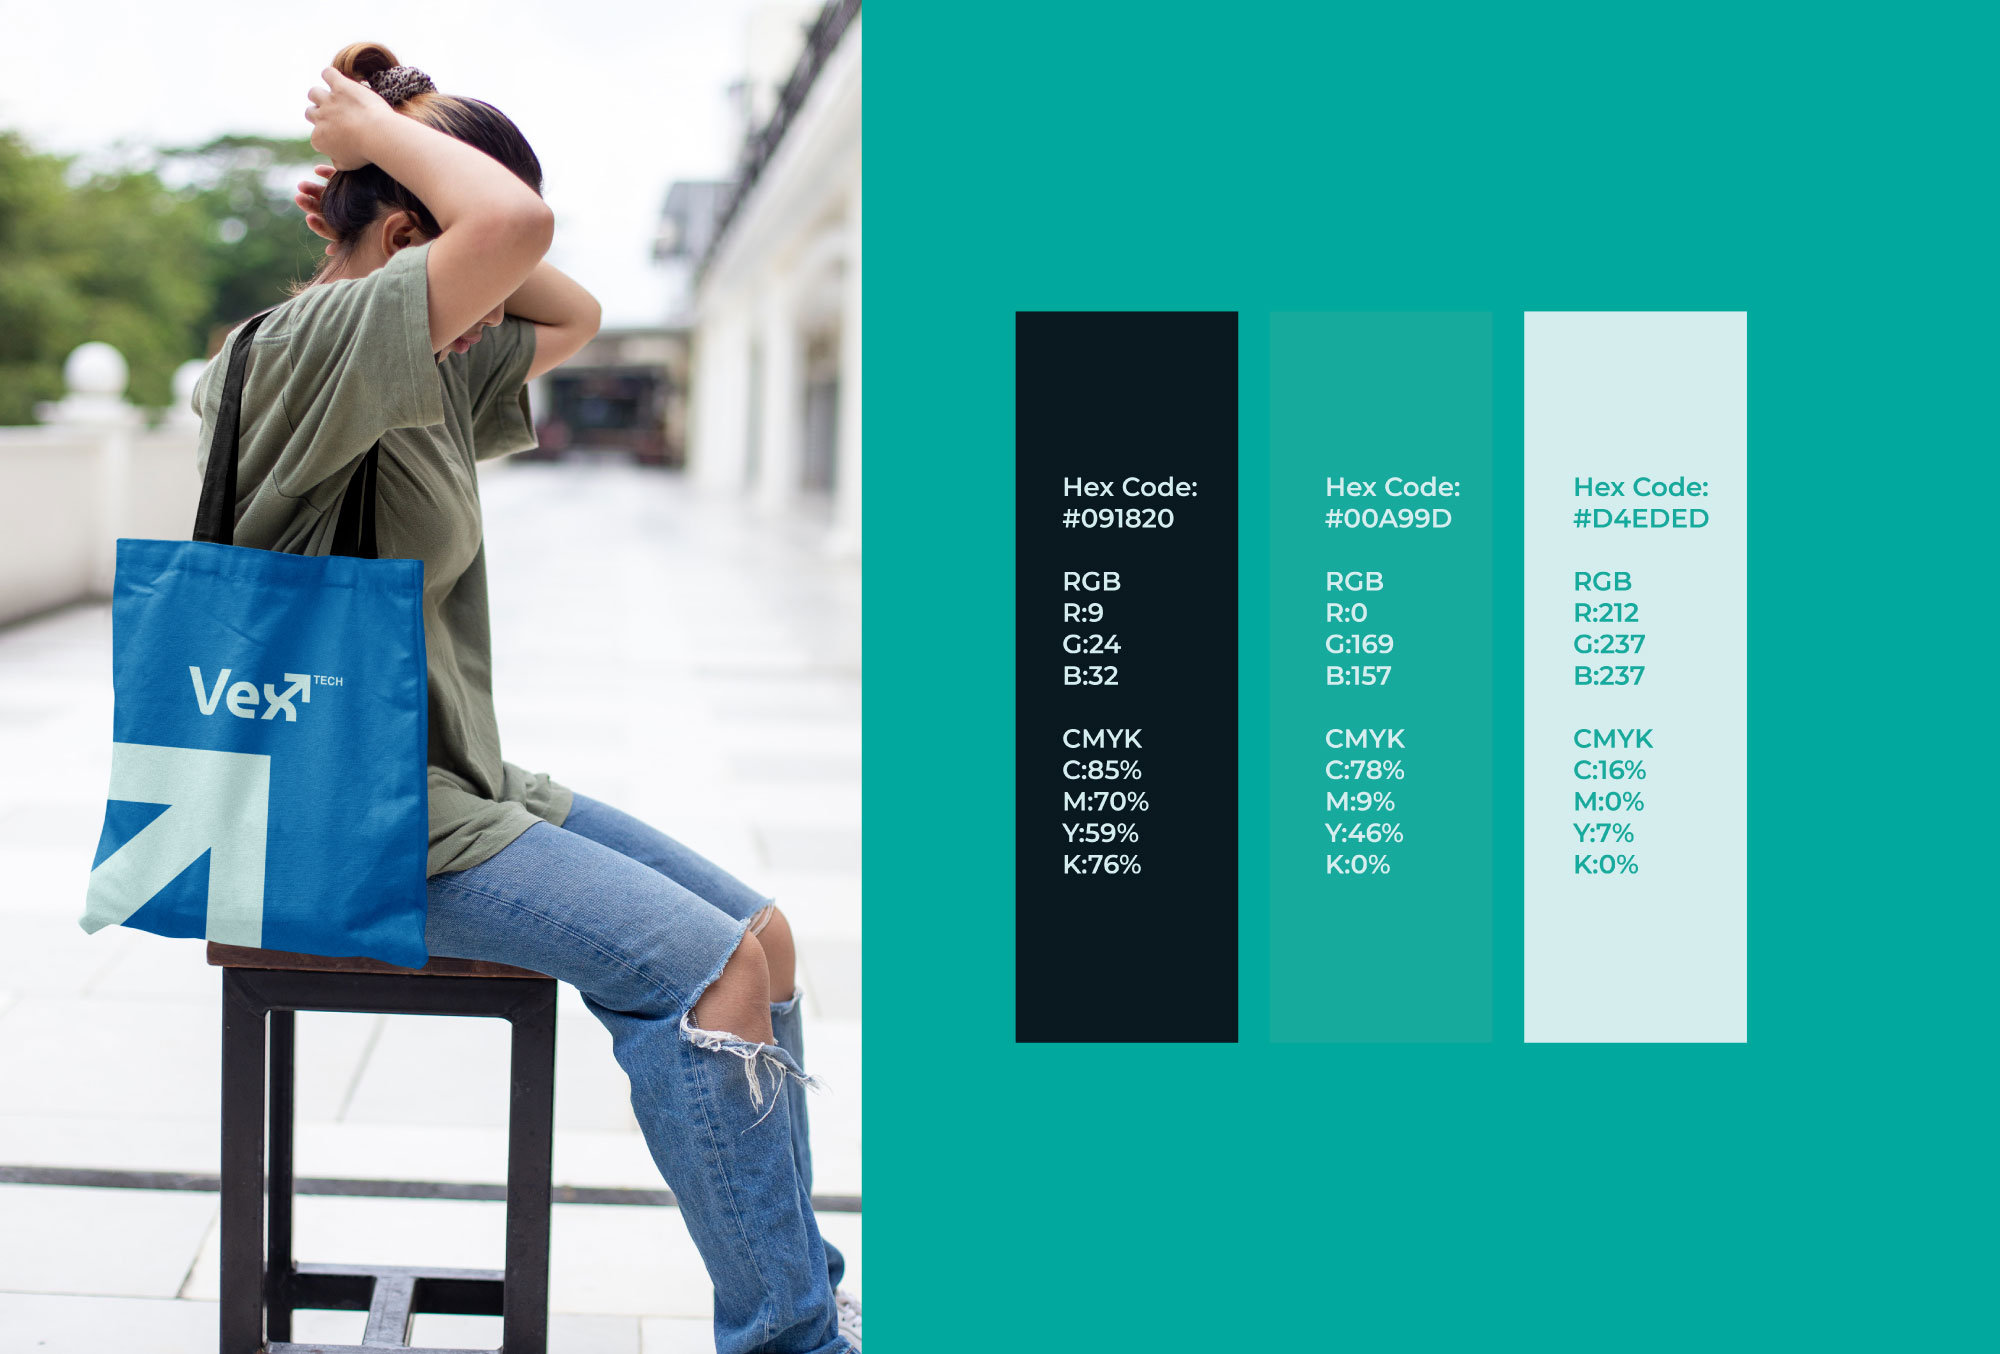 Vex TECH
Hex Code:
#091820
RGB
R:9
G:24
B:32
CMYK
C:85%
M:70%
Y:59%
K:76%
Hex Code:
#00A99D
RGB
R:0
G:169
B:157
CMYK
C:78%
M:9%
Y:46%
K:0%
Hex Code:
#D4EDED
RGB
R:212
G:237
B:237
CMYK
C:16%
M:0%
Y:7%
K:0%